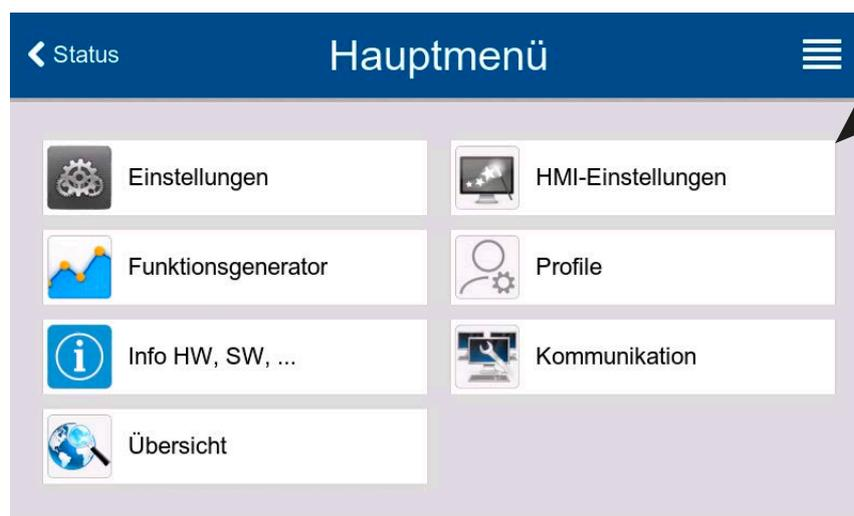 Status
Hauptmenü
Einstellungen
HMI-Einstellungen
Funktionsgenerator
Profile
Info HW, SW, ...
Kommunikation
Übersicht